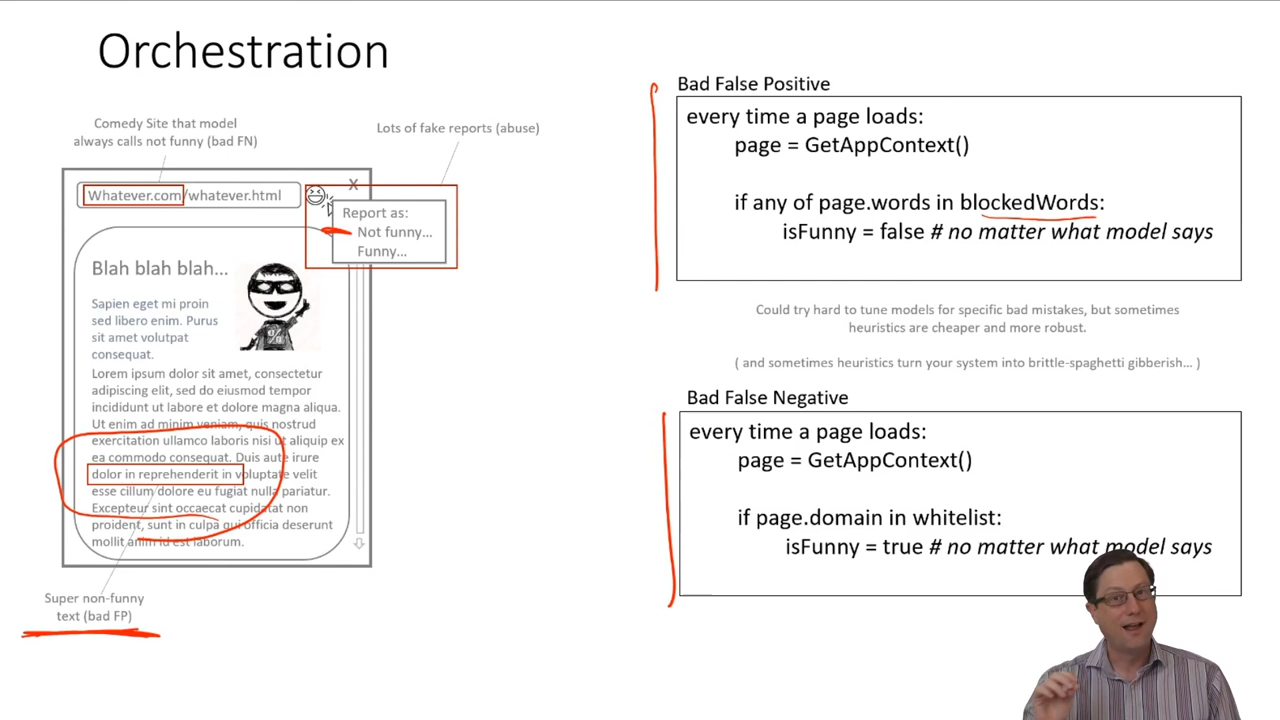 Orchestration
Comedy Site that model
always calls not funny (bad FN)
Lots of fake reports (abuse)
Whatever.com/whatever.html
X
Report as:
Not funny...
Funny...
Blah blah blah...
Sapien eget mi proin
sed libero enim. Purus
sit amet volutpat
consequat.
Lorem ipsum dolor sit amet, consectetur
adipiscing elit, sed do eiusmod tempor
incididunt ut labore et dolore magna aliqua.
Ut enim ad minim veniam, quis nostrud
exercitation ullamco laboris nisi ut aliquip ex
ea commodo consequat. Duis aute irure
dolor in reprehenderit in voluptate velit
esse cillum dolore eu fugiat nulla pariatur.
Excepteur sint occaecat cupidatat non
proident, sunt in culpa qui officia deserunt
mollit anim id est laborum.
Super non-funny
text (bad FP)
Bad False Positive
every time a page loads:
page = GetAppContext()
if any of page.words in blockedWords:
isFunny = false # no matter what model says
Could try hard to tune models for specific bad mistakes, but sometimes
heuristics are cheaper and more robust.
( and sometimes heuristics turn your system into brittle-spaghetti gibberish... )
Bad False Negative
every time a page loads:
page = GetAppContext()
if page.domain in whitelist:
isFunny = true # no matter what model says